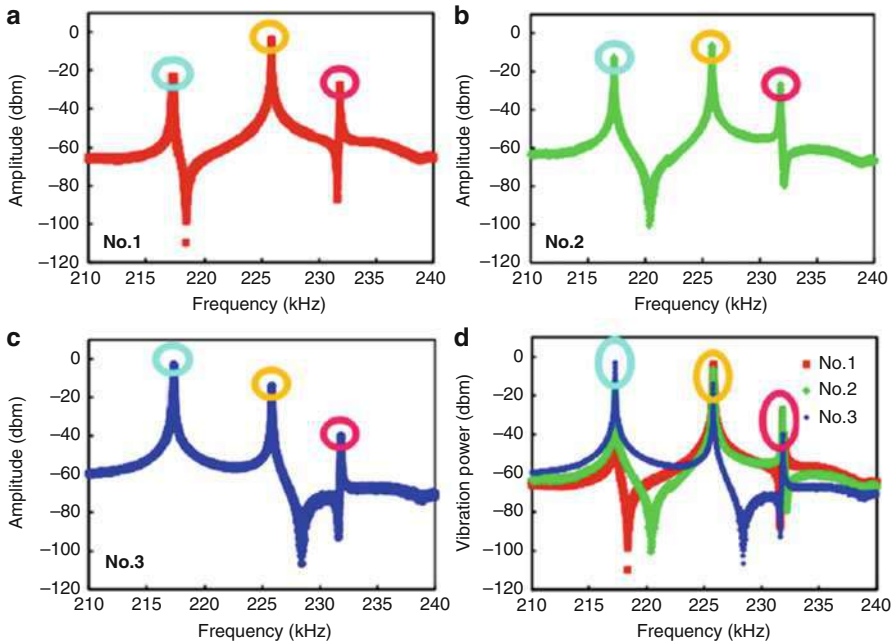 a
0
−20
−40
−60
−80
−100
−120
Amplitude (dbm)
No.1
210 215 220 225 230 235 240
Frequency (kHz)
b
0
−20
−40
−60
−80
−100
−120
Amplitude (dbm)
No.2
210 215 220 225 230 235 240
Frequency (kHz)
c
0
−20
−40
−60
−80
−100
−120
Amplitude (dbm)
No.3
210 215 220 225 230 235 240
Frequency (kHz)
d
0
−20
−40
−60
−80
−100
−120
Vibration power (dbm)
No.1
No.2
No.3
210 215 220 225 230 235 240
Frequency (kHz)